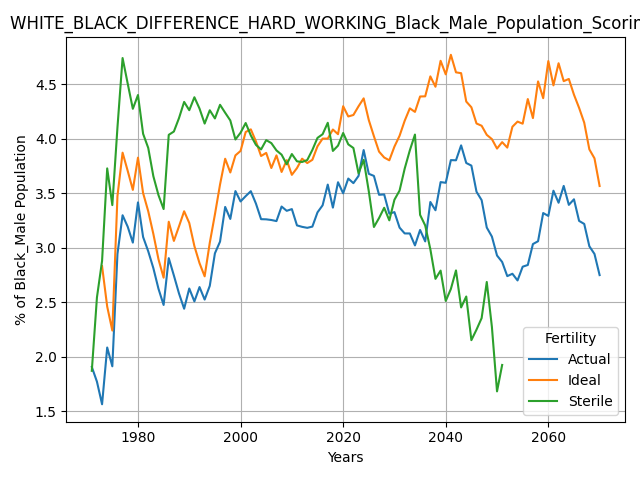 WHITE_BLACK_DIFFERENCE_HARD_WORKING_Black_Male_Population_Scorin
% of Black_Male Population
4.5
4.0
3.5
3.0
2.5
2.0
1.5
Fertility
Actual
Ideal
Sterile
1980
2000
2020
2040
2060
Years